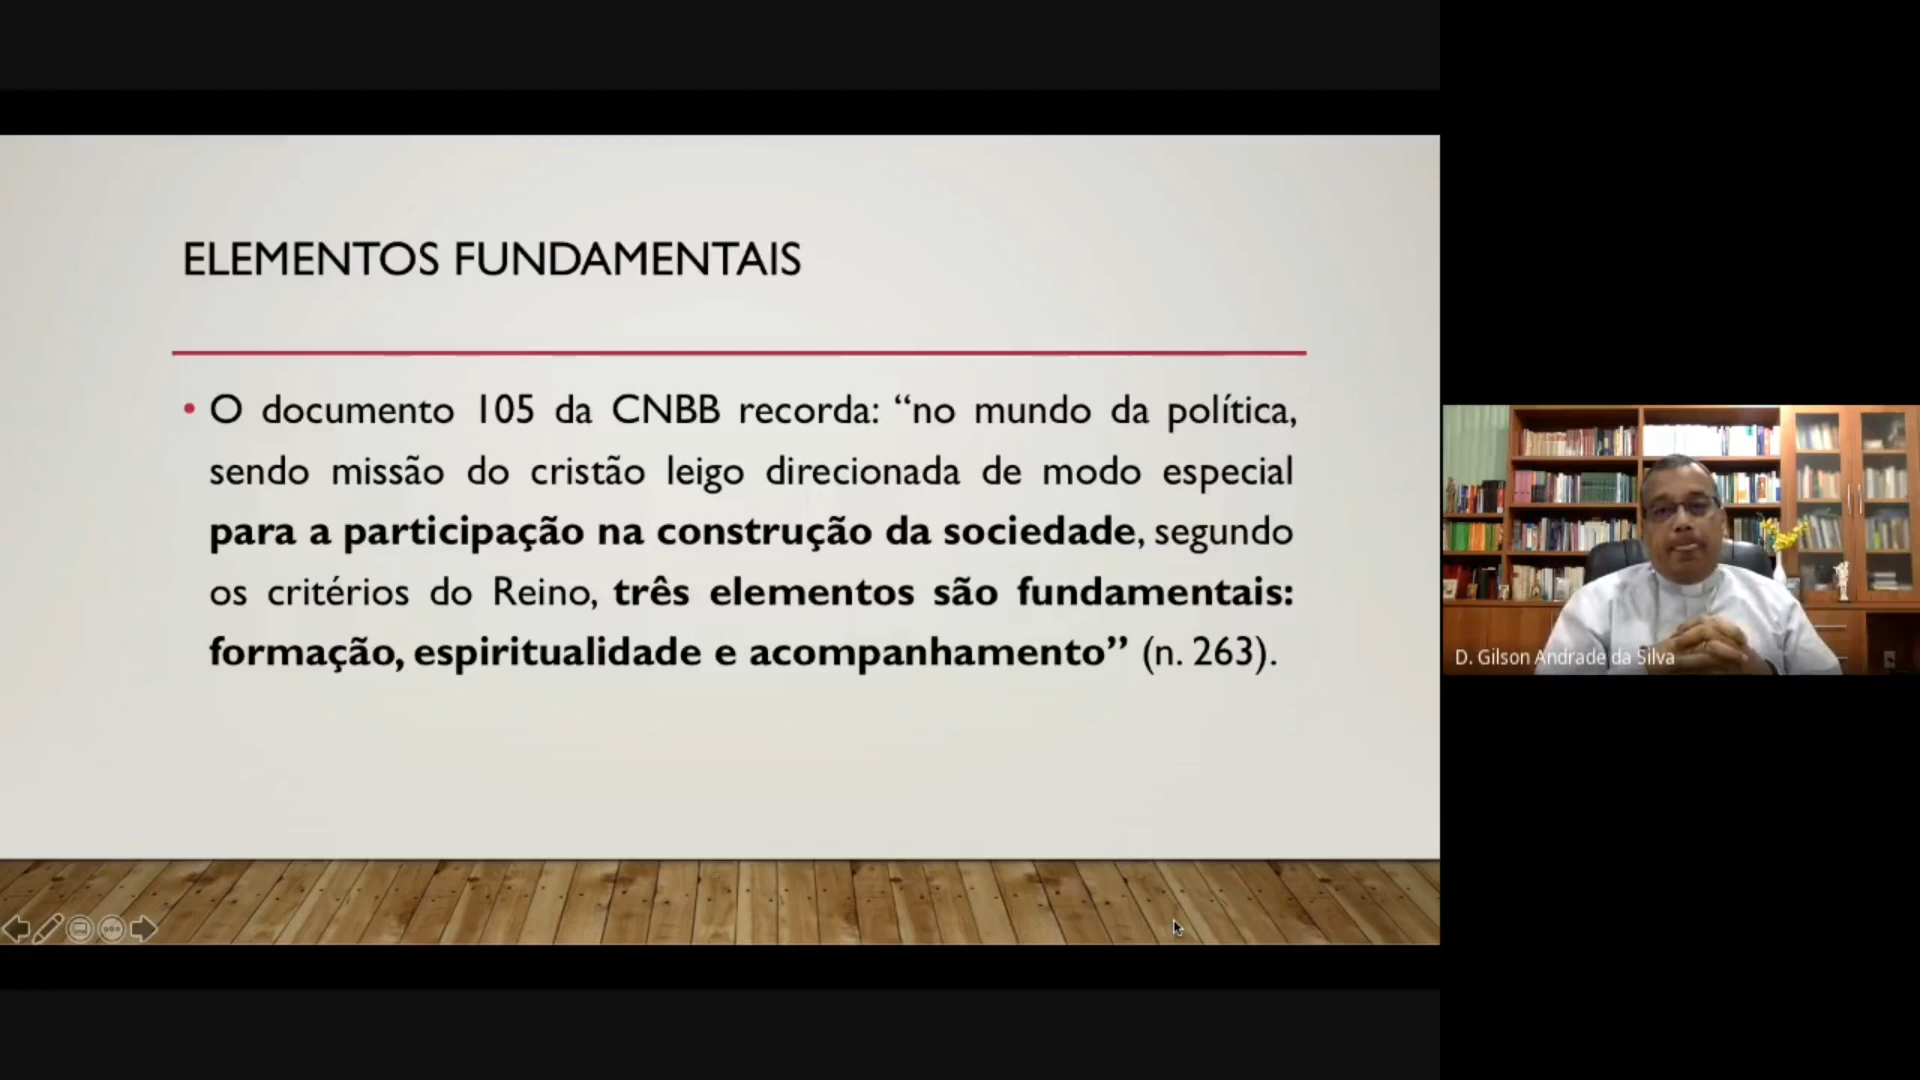 ELEMENTOS FUNDAMENTAIS
• O documento 105 da CNBB recorda: “no mundo da política,
sendo missão do cristão leigo direcionada de modo especial
para a participação na construção da sociedade, segundo
os critérios do Reino, três elementos são fundamentais:
formação, espiritualidade e acompanhamento” (n. 263).
D. Gilson Andrade da Silva